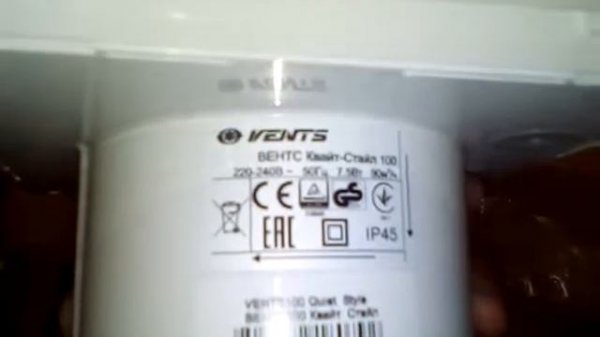 VENTS
ВЕНТС Квайт-Стайл 100
220-240В ~ 50Гц 7.5Вт 90м³/ч
CE
EAC IP45
VENTS 100 Quiet Style
ВЕНТС 100 Квайт Стайл